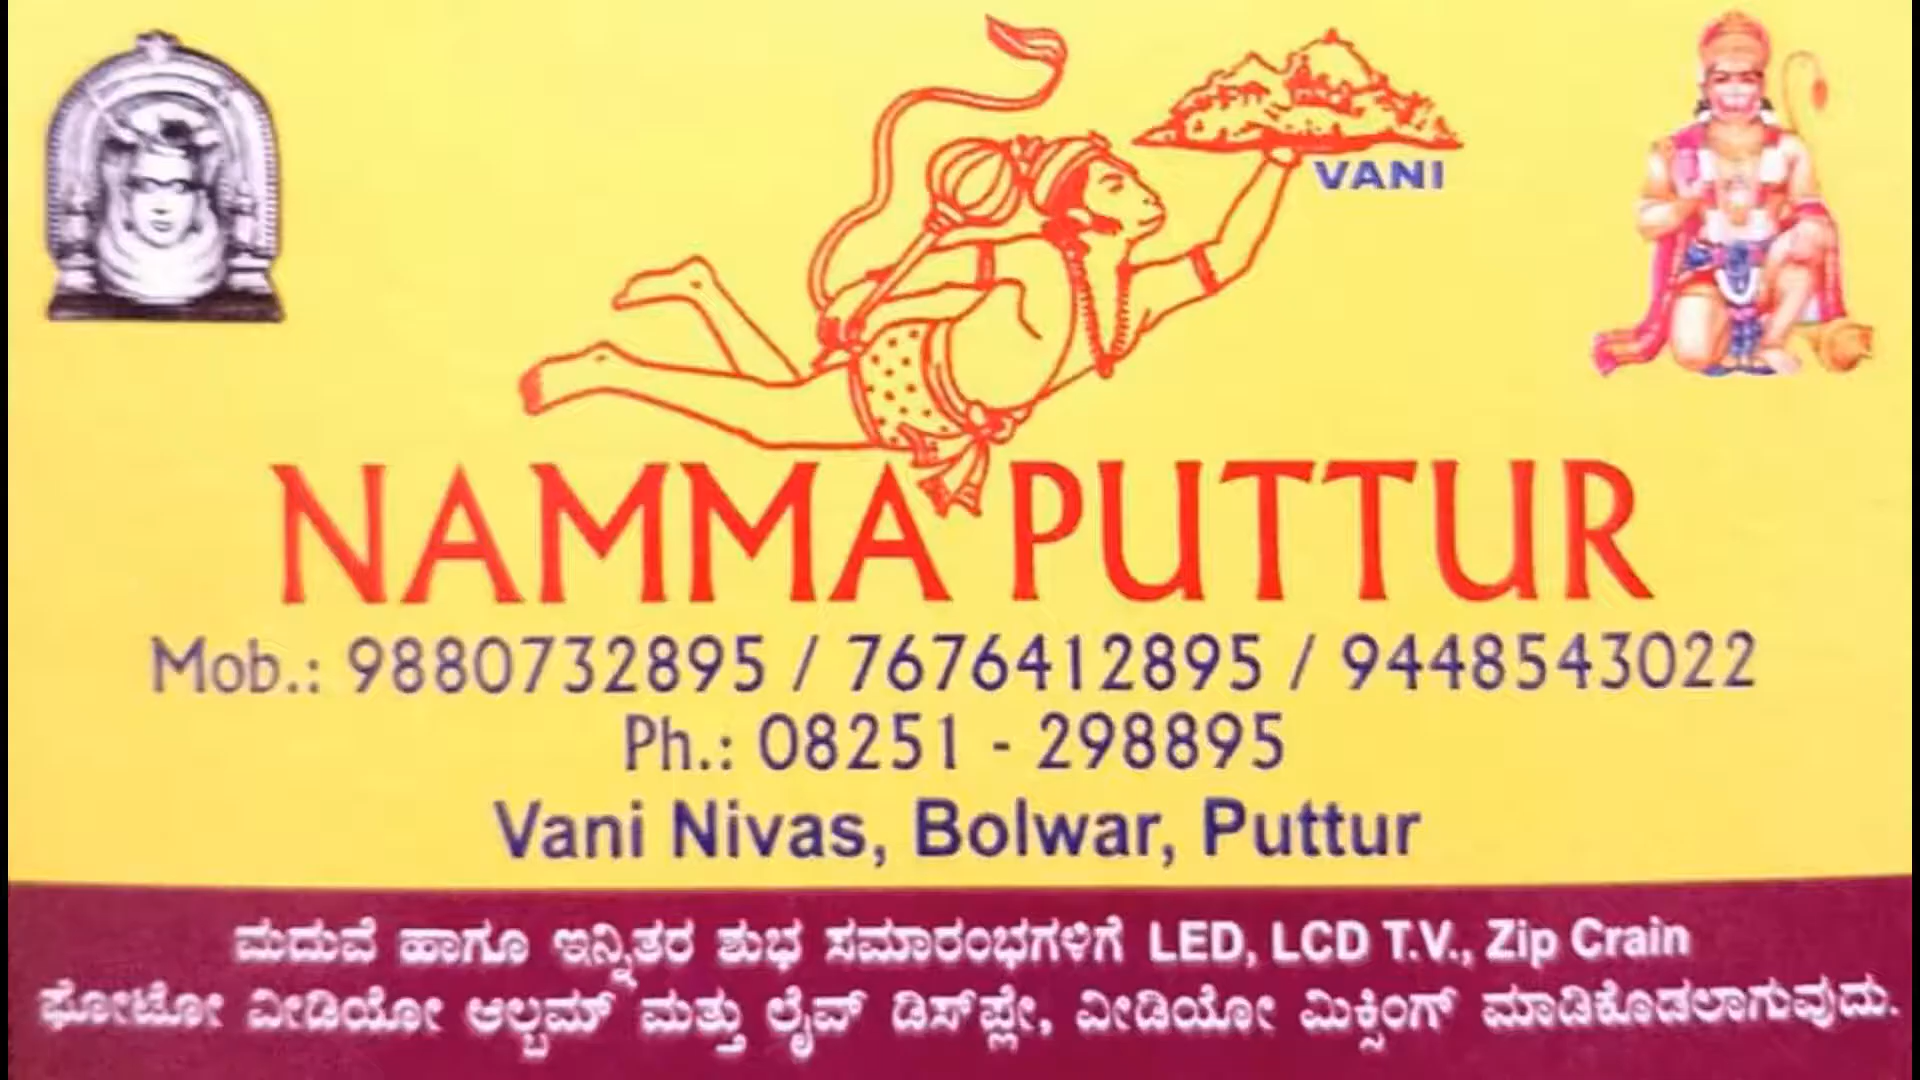 VANI
NAMMA PUTTUR
Mob.: 9880732895 / 7676412895 / 9448543022
Ph.: 08251 - 298895
Vani Nivas, Bolwar, Puttur
ಮದುವೆ ಹಾಗೂ ಇನ್ನಿತರ ಶುಭ ಸಮಾರಂಭಗಳಿಗೆ LED, LCD T.V., Zip Crain
ಫೋಟೋ ವೀಡಿಯೋ ಆಲ್ಬಮ್ ಮತ್ತು ಲೈವ್ ಡಿಸ್‌ಪ್ಲೇ, ವೀಡಿಯೋ ಮಿಕ್ಸಿಂಗ್ ಮಾಡಿಕೊಡಲಾಗುವುದು.